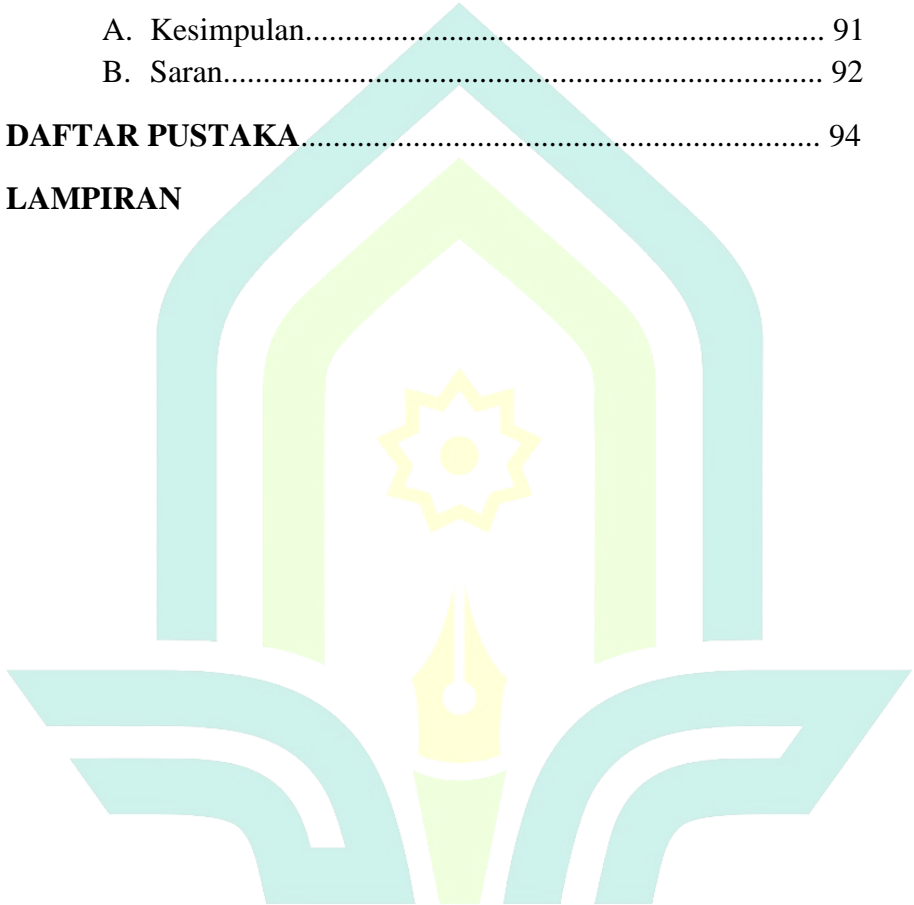 A. Kesimpulan................................................................. 91
B. Saran........................................................................... 92
DAFTAR PUSTAKA................................................................. 94
LAMPIRAN